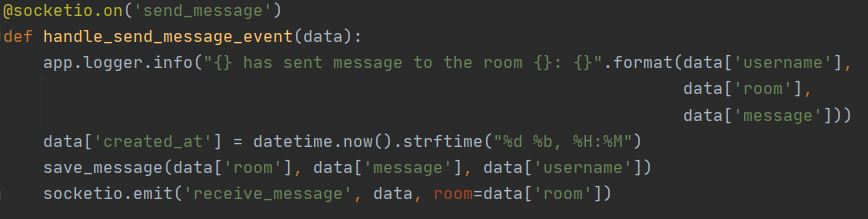 @socketio.on('send_message')
def handle_send_message_event(data):
    app.logger.info("{} has sent message to the room {}: {}".format(data['username'],
                                                                    data['room'],
                                                                    data['message']))
    data['created_at'] = datetime.now().strftime("%d %b, %H:%M")
    save_message(data['room'], data['message'], data['username'])
    socketio.emit('receive_message', data, room=data['room'])